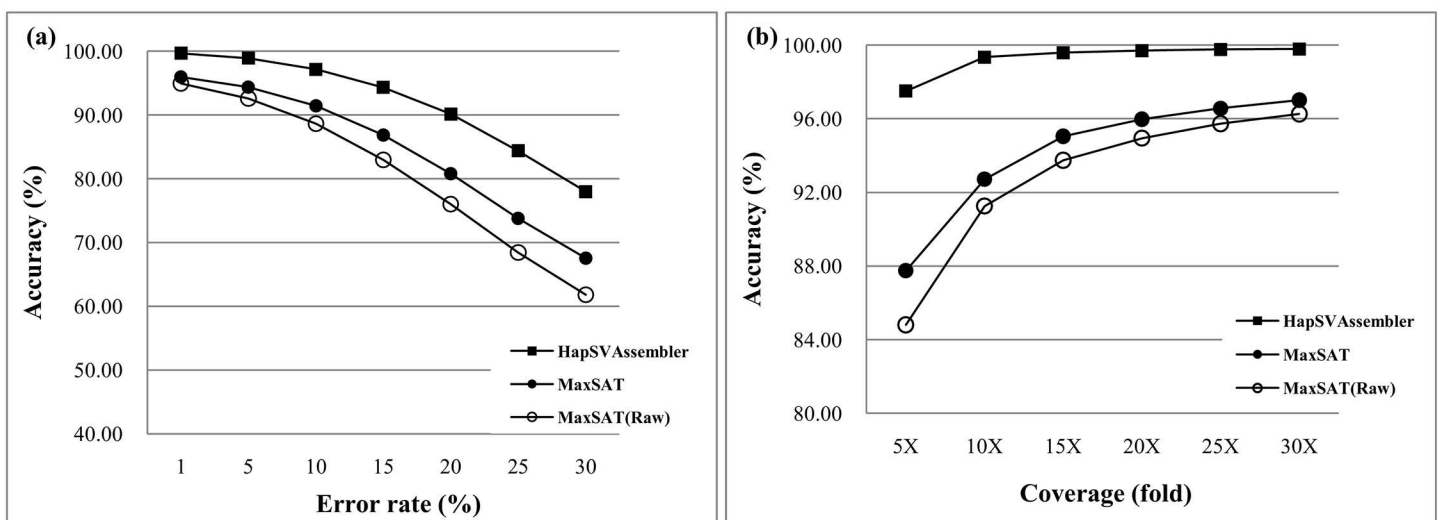 (a)
100.00
90.00
80.00
70.00
60.00
50.00
40.00
Accuracy (%)
HapSVAssembler
MaxSAT
MaxSAT(Raw)
1 5 10 15 20 25 30
Error rate (%)
(b)
100.00
96.00
92.00
88.00
84.00
80.00
Accuracy (%)
HapSVAssembler
MaxSAT
MaxSAT(Raw)
5X 10X 15X 20X 25X 30X
Coverage (fold)